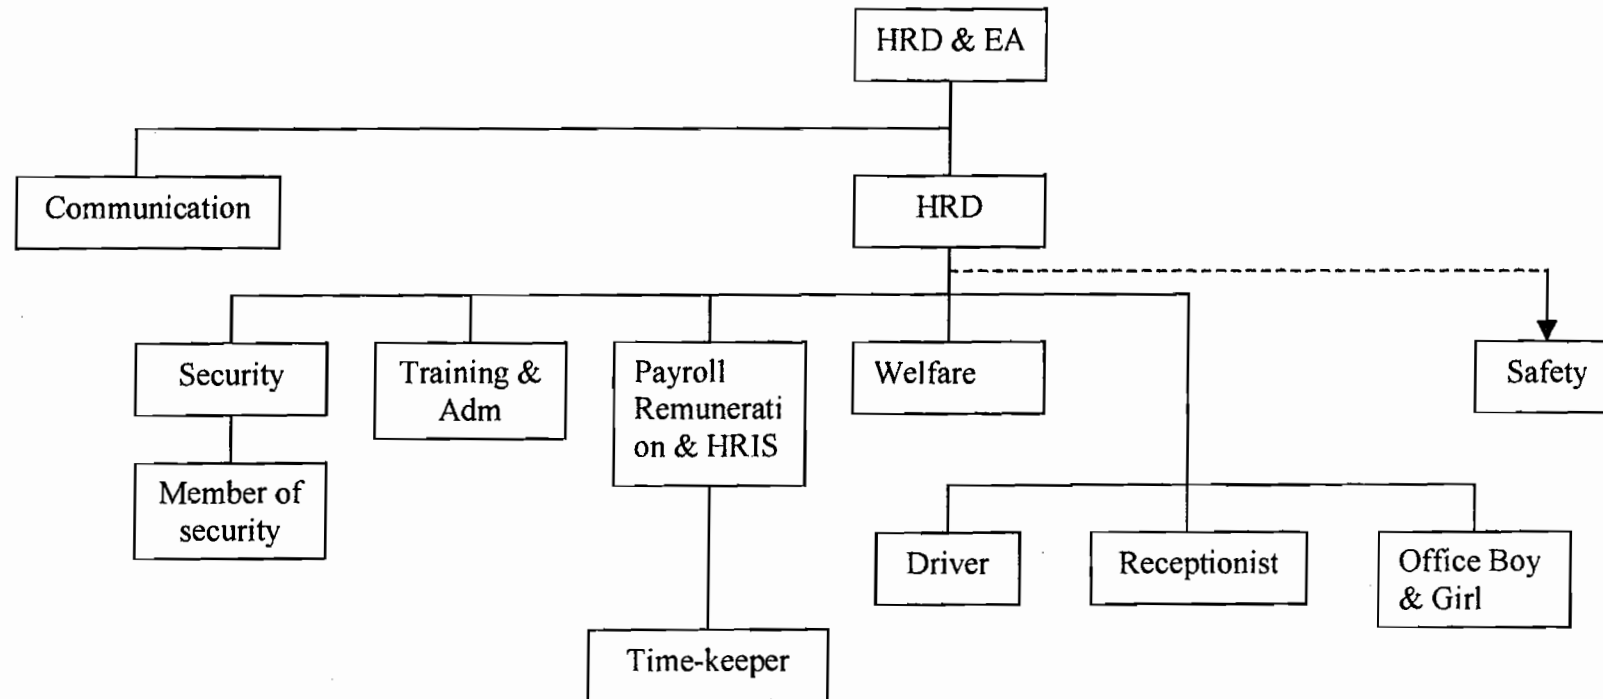 HRD & EA
Communication
HRD
Security
Training &
Adm
Payroll
Remunerati
on & HRIS
Welfare
Safety
Member of
security
Driver
Receptionist
Office Boy
& Girl
Time-keeper